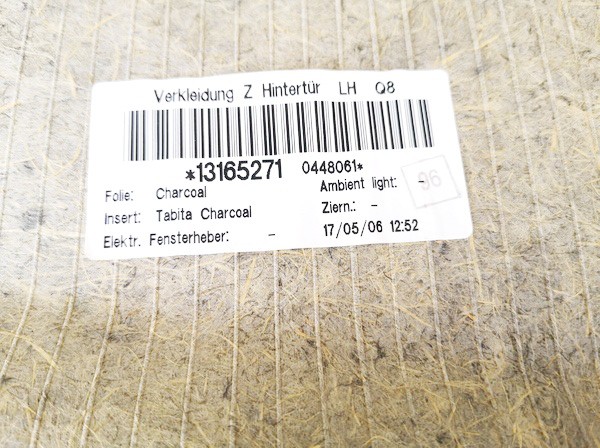 Verkleidung Z Hintertür LH Q8
*13165271 0448061*
Folie: Charcoal Ambient light: -
Insert: Tabita Charcoal Ziern.: -
Elektr. Fensterheber: - 17/05/06 12:52
06